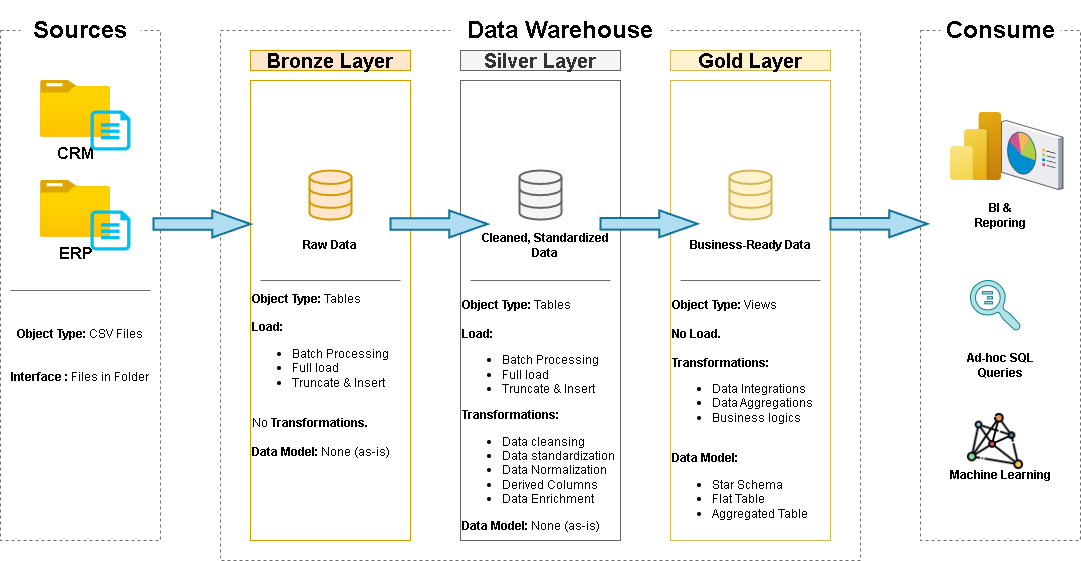 Sources
CRM
ERP
Object Type: CSV Files
Interface : Files in Folder
Data Warehouse
Bronze Layer
Raw Data
Object Type: Tables
Load:
Batch Processing
Full load
Truncate & Insert
No Transformations.
Data Model: None (as-is)
Silver Layer
Cleaned, Standardized
Data
Object Type: Tables
Load:
Batch Processing
Full load
Truncate & Insert
Transformations:
Data cleansing
Data standardization
Data Normalization
Derived Columns
Data Enrichment
Data Model: None (as-is)
Gold Layer
Business-Ready Data
Object Type: Views
No Load.
Transformations:
Data Integrations
Data Aggregations
Business logics
Data Model:
Star Schema
Flat Table
Aggregated Table
Consume
BI &
Reporting
Ad-hoc SQL
Queries
Machine Learning